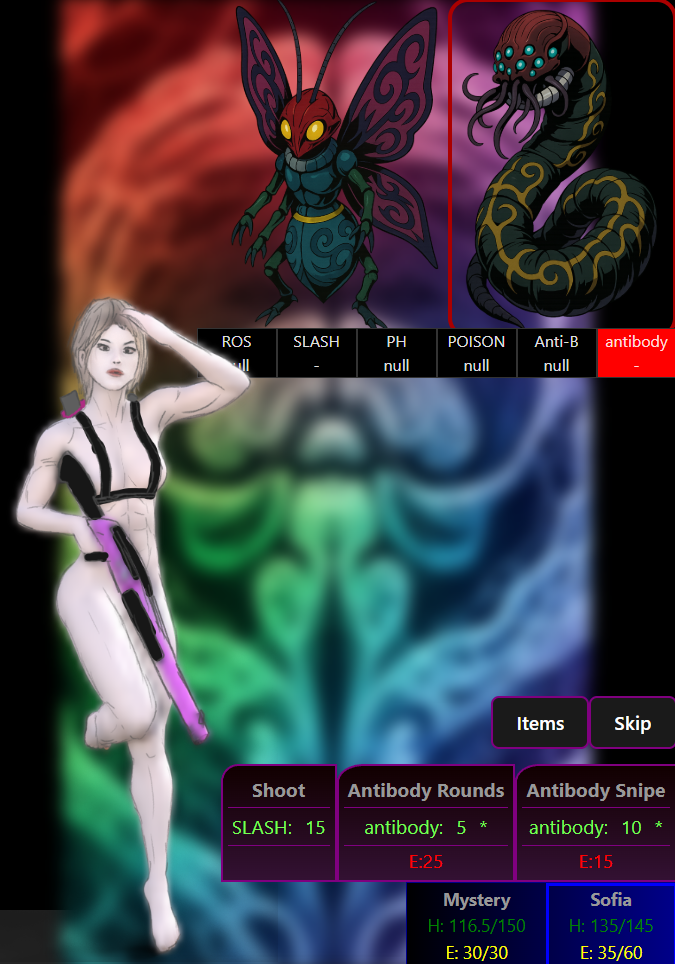 ROS SLASH PH POISON Anti-B antibody
null - null null null -
Items Skip
Shoot Antibody Rounds Antibody Snipe
SLASH: 15 antibody: 5 * antibody: 10 *
E:25 E:15
Mystery Sofia
H: 116.5/150 H: 135/145
E: 30/30 E: 35/60